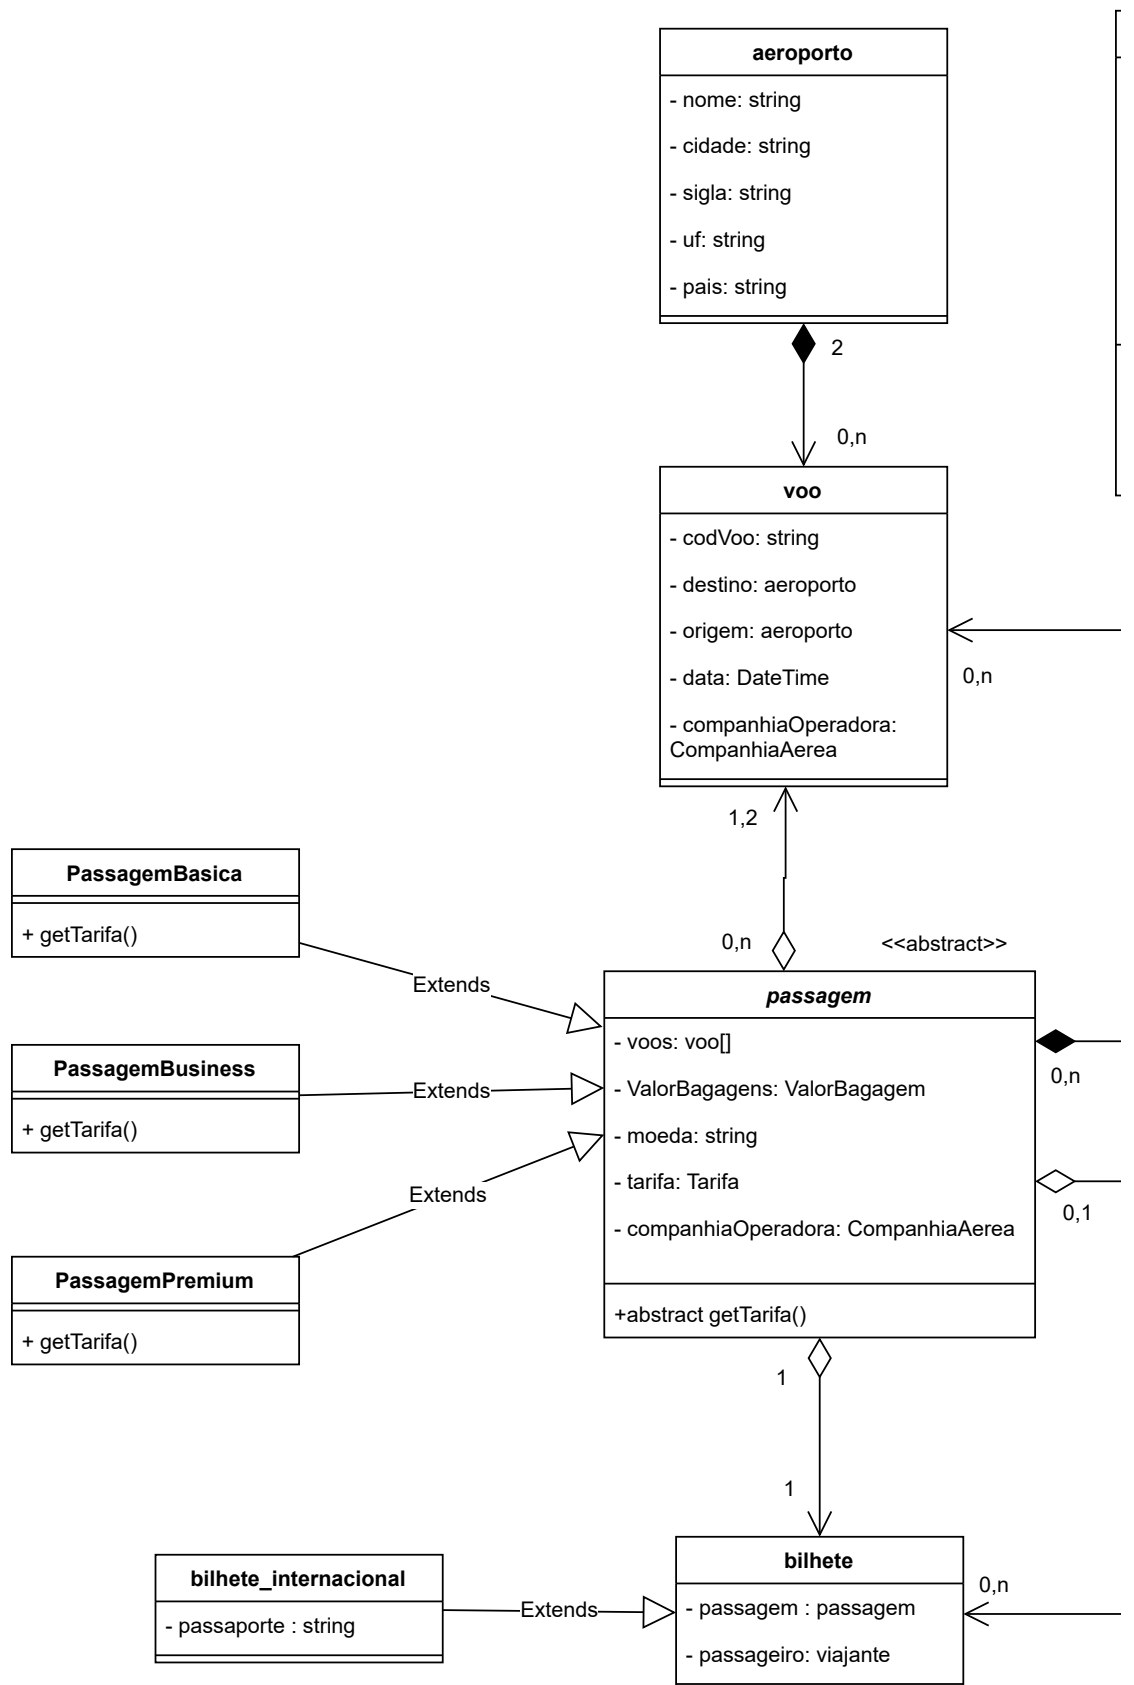 aeroporto
- nome: string
- cidade: string
- sigla: string
- uf: string
- pais: string
2
0,n
voo
- codVoo: string
- destino: aeroporto
- origem: aeroporto
- data: DateTime
- companhiaOperadora:
CompanhiaAerea
0,n
1,2
PassagemBasica
+ getTarifa()
Extends
0,n
<<abstract>>
passagem
- voos: voo[]
- ValorBagagens: ValorBagagem
- moeda: string
- tarifa: Tarifa
- companhiaOperadora: CompanhiaAerea
+abstract getTarifa()
0,n
0,1
PassagemBusiness
+ getTarifa()
Extends
Extends
PassagemPremium
+ getTarifa()
1
1
bilhete_internacional
- passaporte : string
Extends
bilhete
- passagem : passagem
- passageiro: viajante
0,n